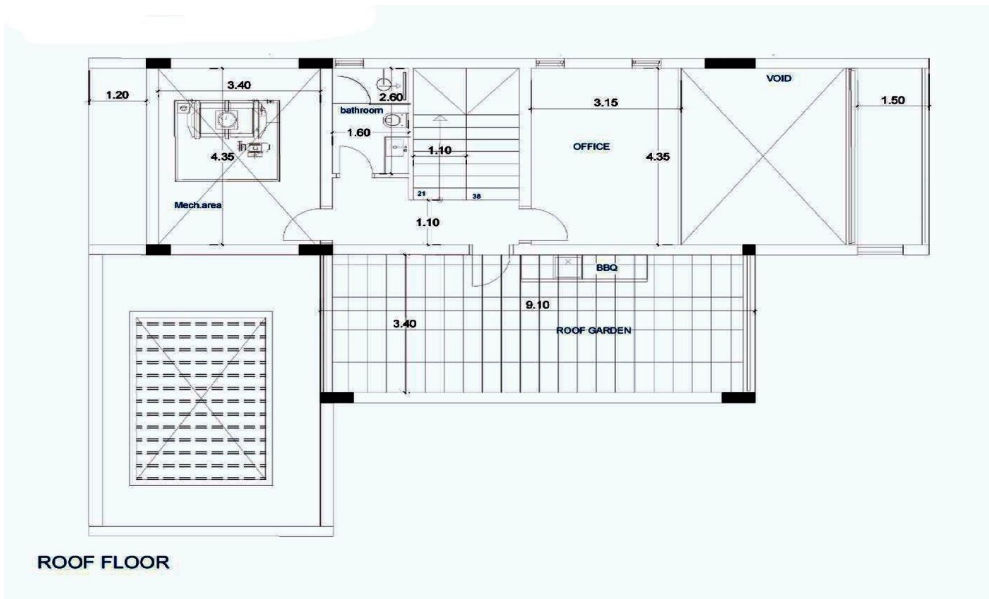 VOID
3.40
1.20
2.60
3.15
1.50
bathroom
1.60
OFFICE
4.35
1.10
4.35
21
38
Mech.area
1.10
BBQ
9.10
3.40
ROOF GARDEN
ROOF FLOOR